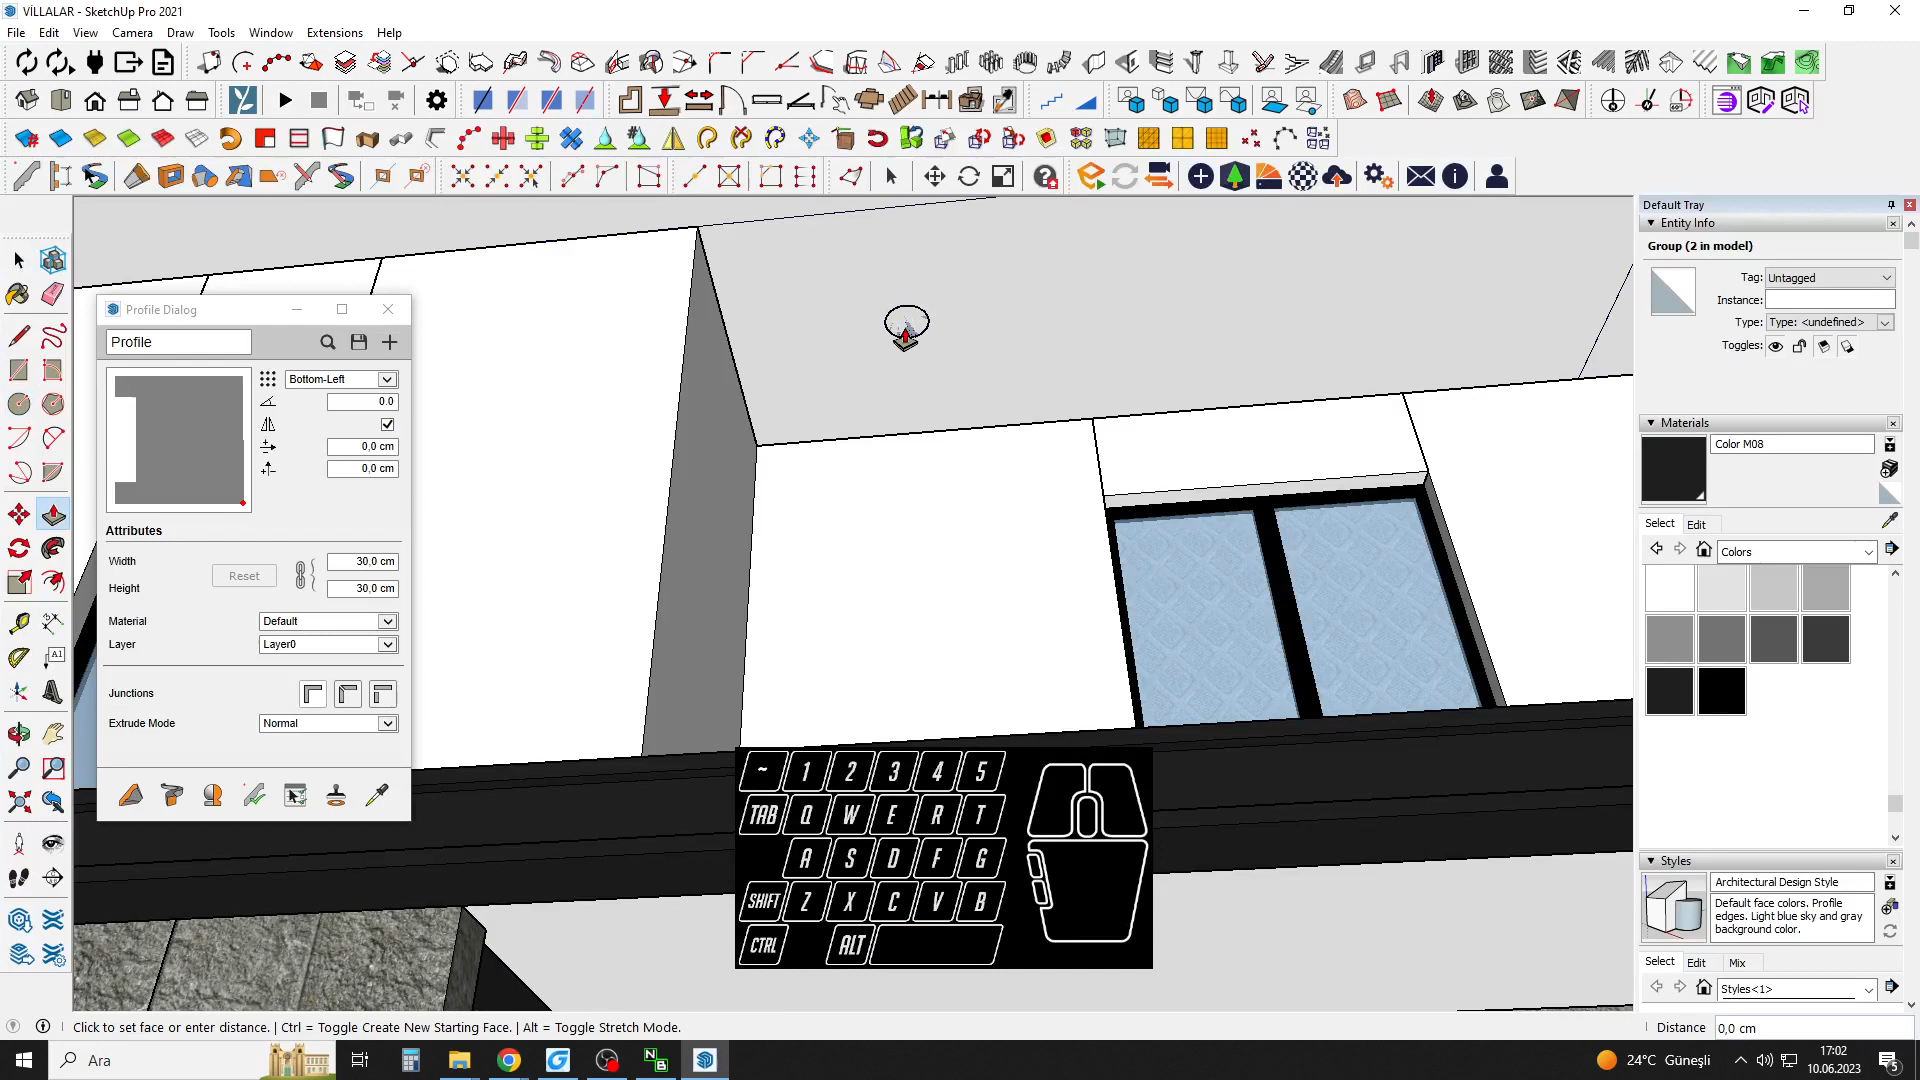 VİLLALAR - SketchUp Pro 2021
File Edit View Camera Draw Tools Window Extensions Help
Default Tray
Entity Info
Group (2 in model)
Tag: Untagged
Instance:
Type: Type: <undefined>
Toggles:
Profile Dialog
Profile
Bottom-Left
0.0
0,0 cm
0,0 cm
Attributes
Width 30,0 cm
Reset
Height 30,0 cm
Material Default
Layer Layer0
Junctions
Extrude Mode Normal
Materials
Color M08
Select Edit
Colors
Styles
Architectural Design Style
Default face colors. Profile
edges. Light blue sky and gray
background color.
Select Edit Mix
Styles<1>
A1
~ 1 2 3 4 5
TAB Q W E R T
A S D F G
SHIFT Z X C V B
CTRL ALT
Click to set face or enter distance. | Ctrl = Toggle Create New Starting Face. | Alt = Toggle Stretch Mode.
Distance 0,0 cm
Ara
24°C Güneşli
17:02
10.06.2023
5